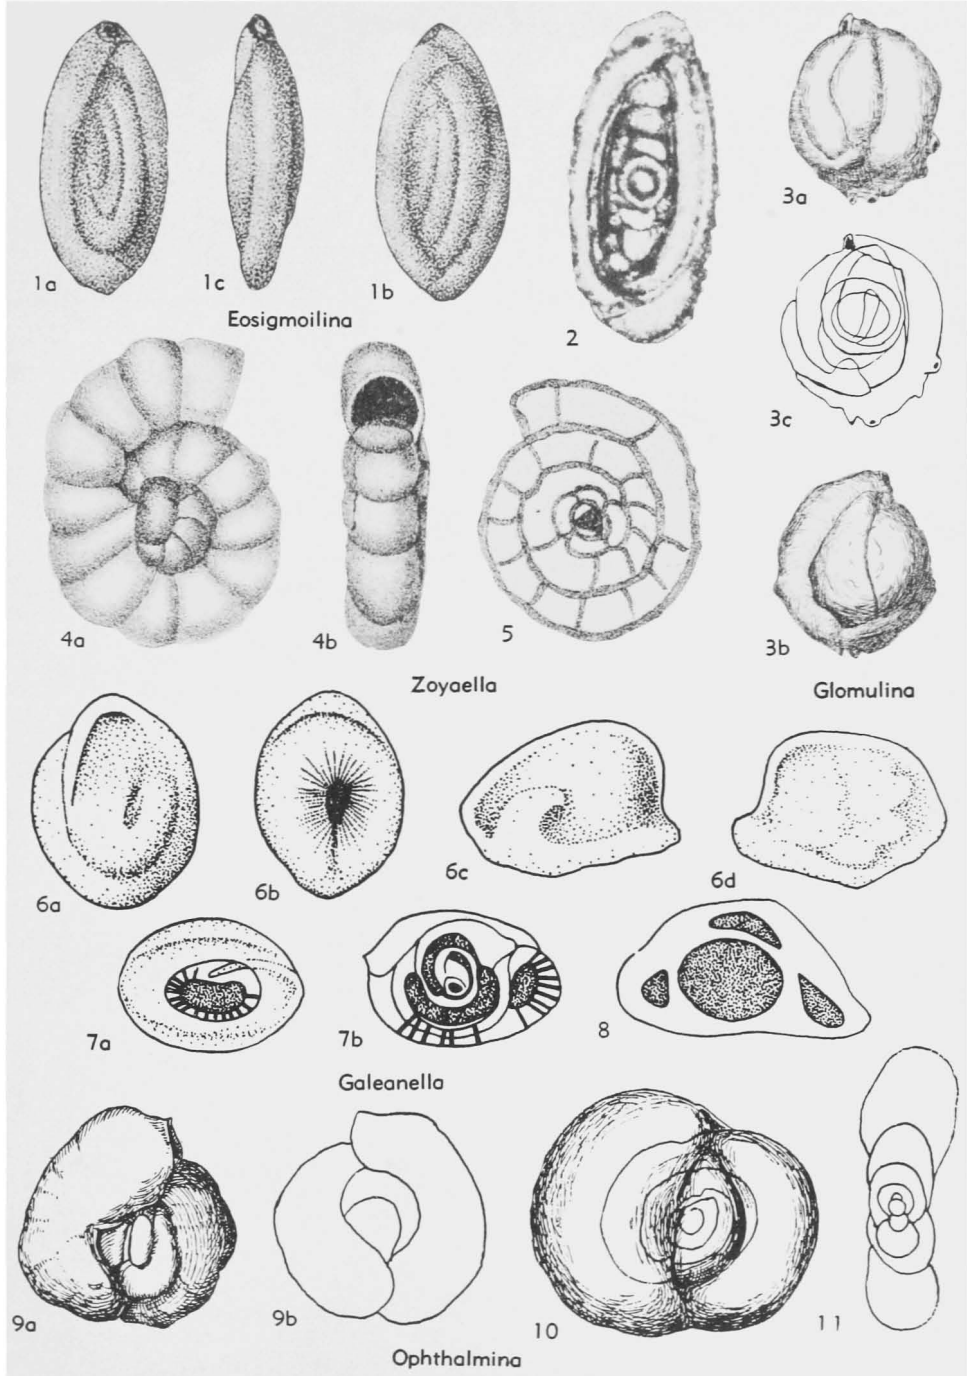 1a
1c
1b
2
3a
Eosigmoilina
3c
4a
4b
5
3b
Zoyaella
Glomulina
6a
6b
6c
6d
7a
7b
8
Galeanella
9a
9b
10
11
Ophthalmina